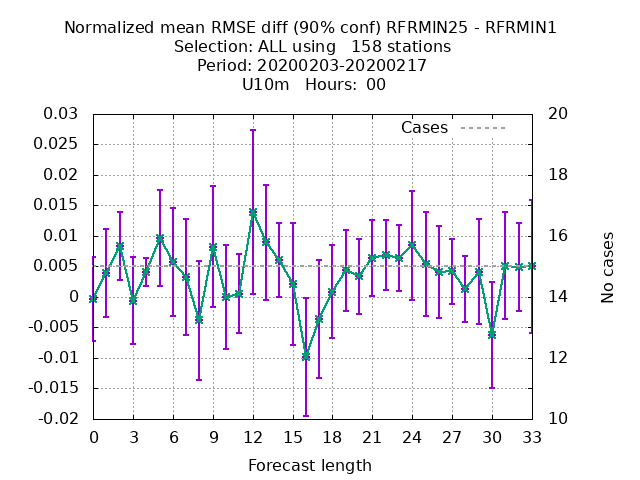 Normalized mean RMSE diff (90% conf) RFRMIN25 - RFRMIN1
Selection: ALL using   158 stations
Period: 20200203-20200217
U10m   Hours:  00
Cases
0.03
0.025
0.02
0.015
0.01
0.005
0
-0.005
-0.01
-0.015
-0.02
20
18
16
14
12
10
No cases
0 3 6 9 12 15 18 21 24 27 30 33
Forecast length